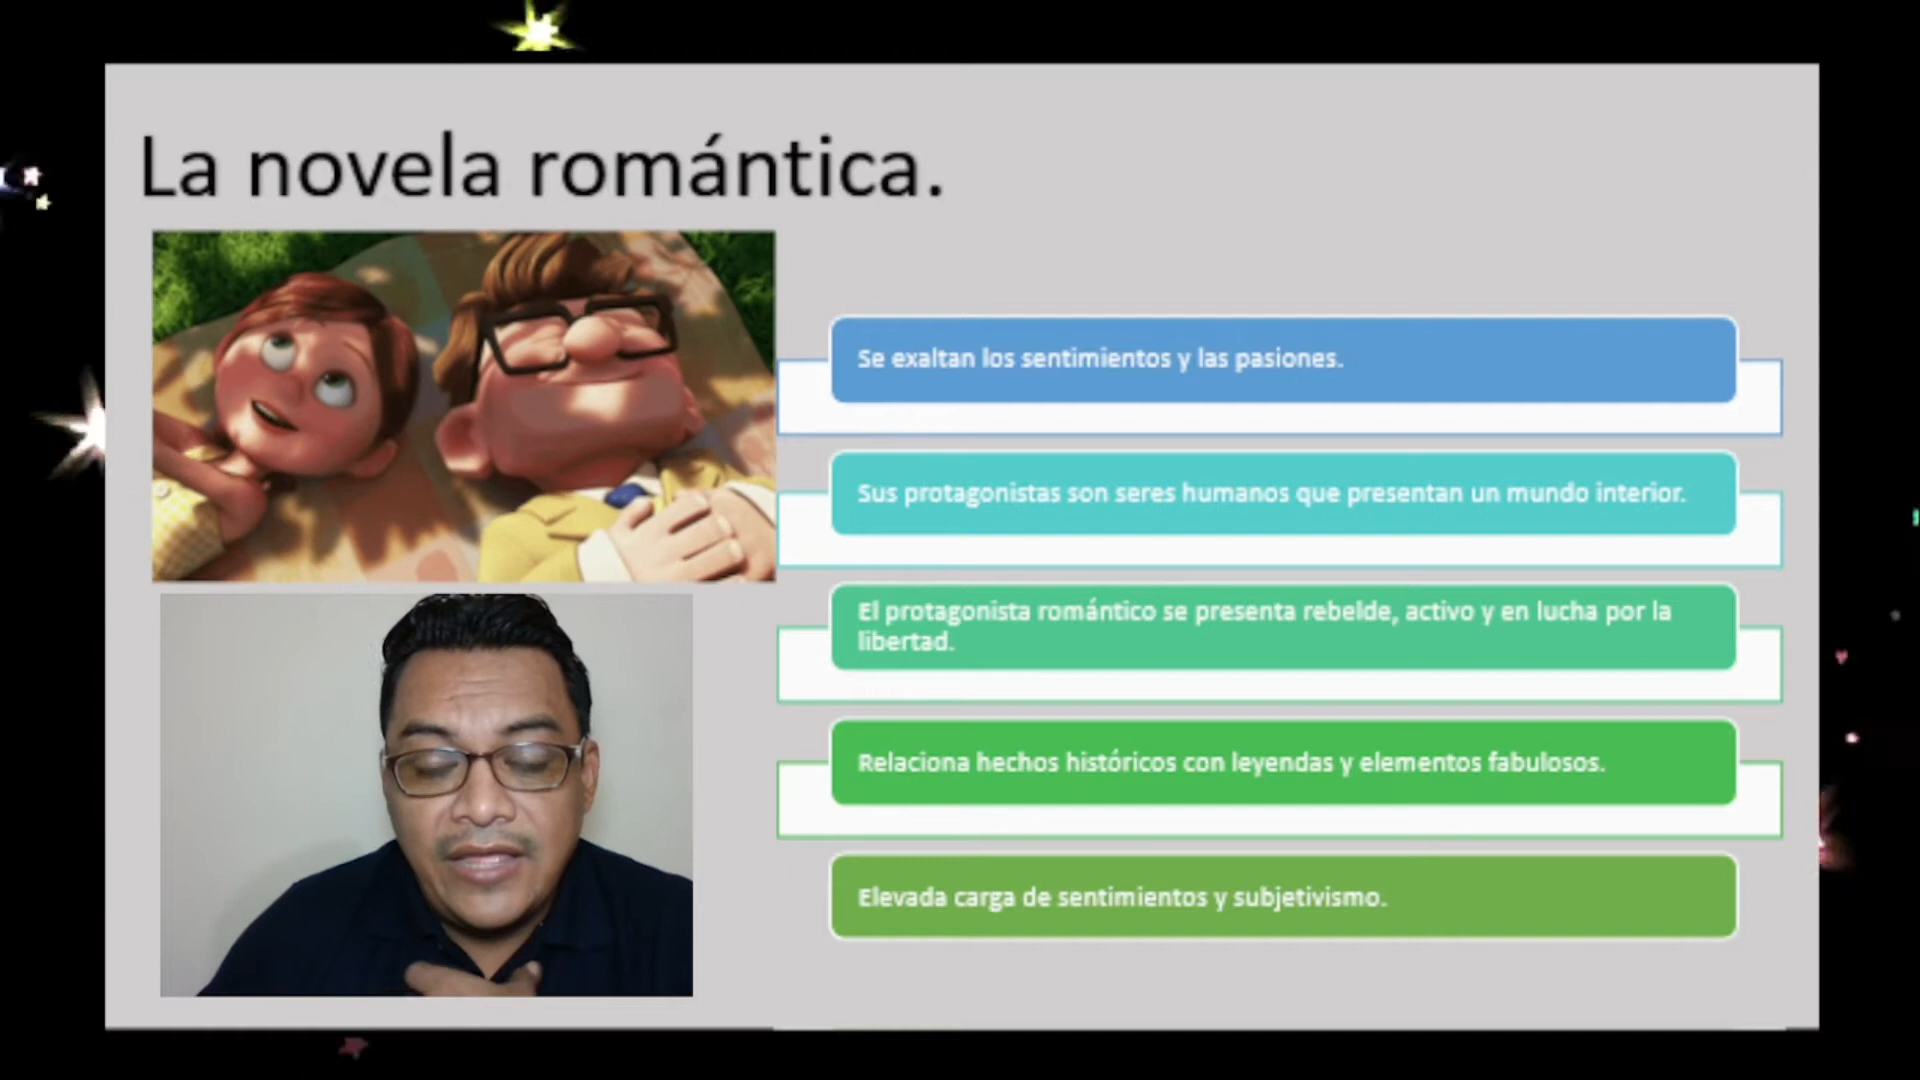 La novela romántica.
Se exaltan los sentimientos y las pasiones.
Sus protagonistas son seres humanos que presentan un mundo interior.
El protagonista romántico se presenta rebelde, activo y en lucha por la
libertad.
Relaciona hechos históricos con leyendas y elementos fabulosos.
Elevada carga de sentimientos y subjetivismo.